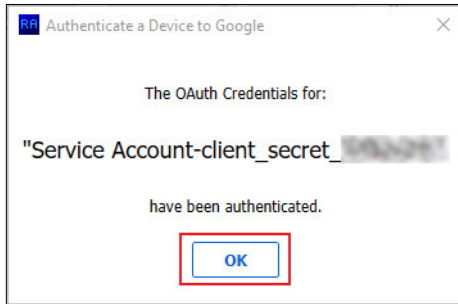 RA Authenticate a Device to Google
The OAuth Credentials for:
"Service Account-client_secret_
have been authenticated.
OK